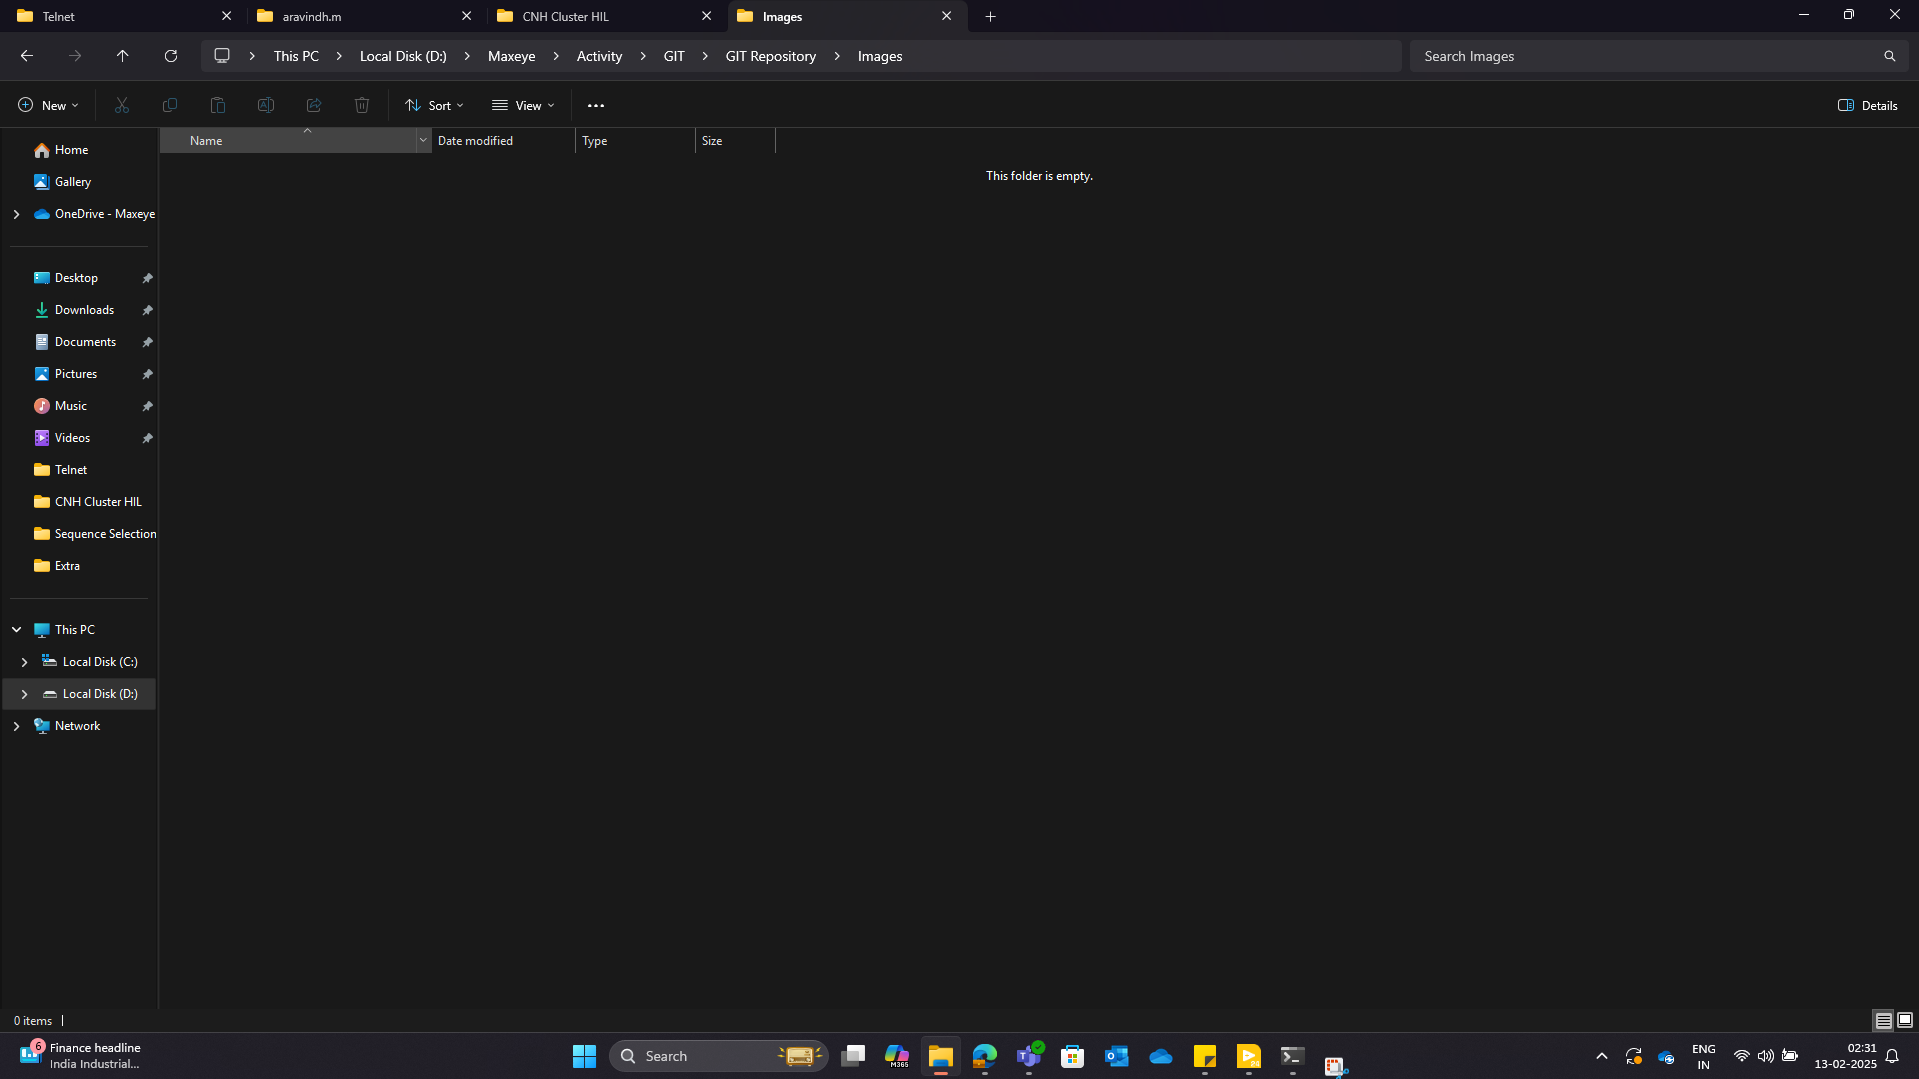 Telnet
aravindh.m
CNH Cluster HIL
Images
This PC
Local Disk (D:)
Maxeye
Activity
GIT
GIT Repository
Images
Search Images
New
Sort
View
Details
Name
Date modified
Type
Size
This folder is empty.
Home
Gallery
OneDrive - Maxeye
Desktop
Downloads
Documents
Pictures
Music
Videos
Telnet
CNH Cluster HIL
Sequence Selection
Extra
This PC
Local Disk (C:)
Local Disk (D:)
Network
0 items
6
Finance headline
India Industrial...
Search
M365
ENG
IN
02:31
13-02-2025